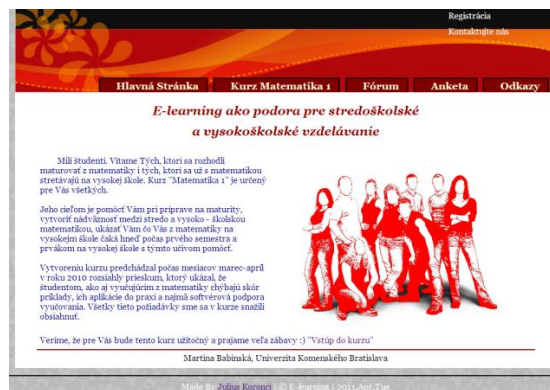 Registrácia
Kontaktujte nás
Hlavná Stránka Kurz Matematika 1 Fórum Anketa Odkazy
E-learning ako podora pre stredoškolské
a vysokoškolské vzdelávanie
Milí študenti. Vítame Tých, ktorí sa rozhodli
maturovať z matematiky i tých, ktorí sa už s matematikou
stretávajú na vysokej škole. Kurz "Matematika 1" je určený
pre Vás všetkých.
Jeho cieľom je pomôcť Vám pri príprave na maturity,
vytvoriť nadväznosť medzi stredo a vysoko - školskou
matematikou, ukázať Vám čo Vás z matematiky na
vysokejm škole čaká hneď počas prvého semestra a
prvákom na vysokej škole s týmto učivom pomôcť.
Vytvoreniu kurzu predchádzal počas mesiacov marec-apríl
v roku 2010 rozsiahly prieskum, ktorý ukázal, že
študentom, ako aj vyučujúcim z matematiky chýbajú skôr
príklady, ich aplikácie do praxi a najmä softvérová podpora
vyučovania. Všetky tieto požiadávky sme sa v kurze snažili
obsiahnuť.
Veríme, že pre Vás bude tento kurz užitočný a prajeme veľa zábavy :) "Vstúp do kurzu"
Martina Babinská, Univerzita Komenského Bratislava
Made By Julius Koronci | © E-learning | 2011.Apr.Tue